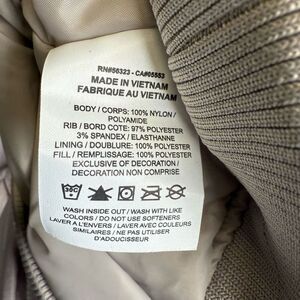 RN#56323 - CA#05553
MADE IN VIETNAM
FABRIQUE AU VIETNAM
BODY / CORPS: 100% NYLON /
POLYAMIDE
RIB / BORD COTE: 97% POLYESTER
3% SPANDEX / ELASTHANNE
LINING / DOUBLURE: 100% POLYESTER
FILL / REMPLISSAGE: 100% POLYESTER
EXCLUSIVE OF DECORATION /
DECORATION NON COMPRISE
WASH INSIDE OUT / WASH WITH LIKE
COLORS / DO NOT USE SOFTENERS
LAVER A L'ENVERS / LAVER AVEC COULEURS
SIMILAIRES / NE PAS UTILISER
D'ADOUCISSEUR